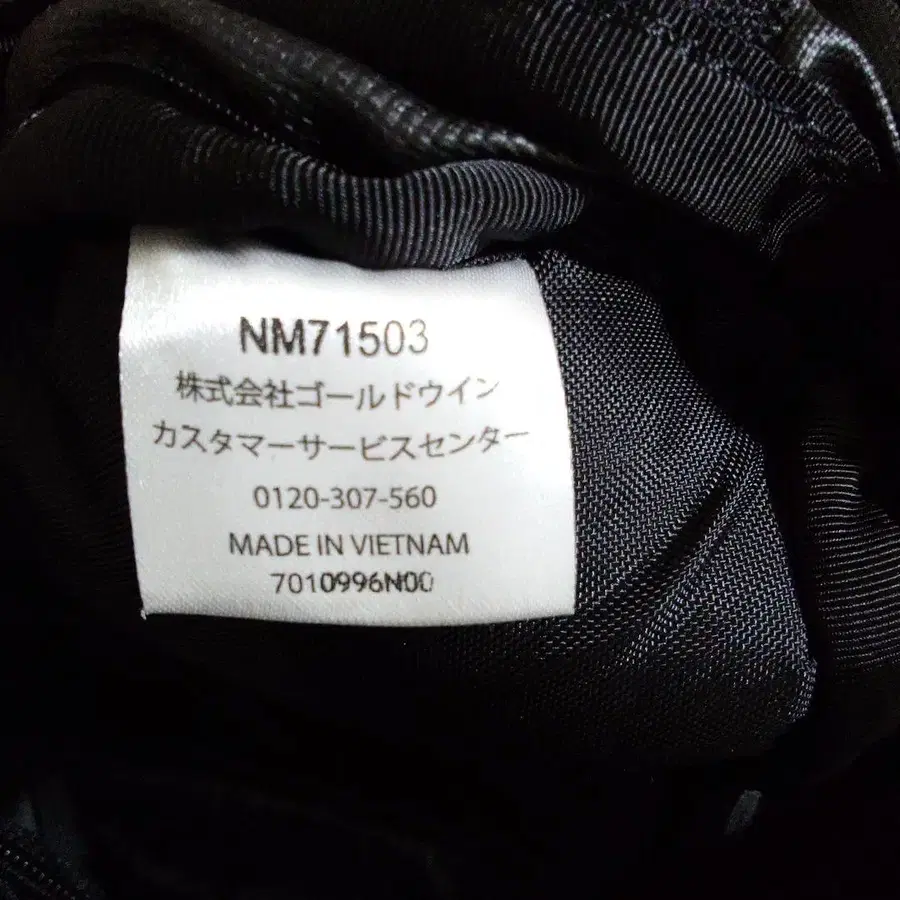 NM71503
株式会社ゴールドウイン
カスタマーサービスセンター
0120-307-560
MADE IN VIETNAM
7010996N00